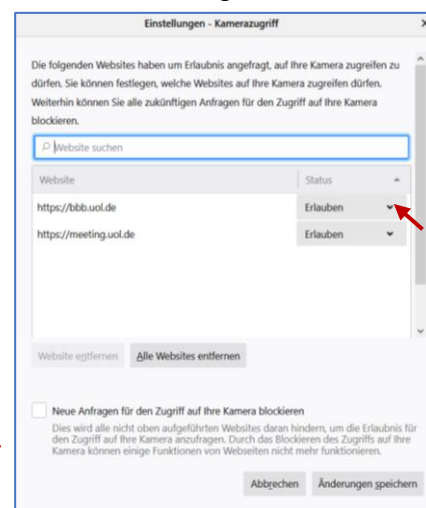 Einstellungen - Kamerazugriff
Die folgenden Websites haben um Erlaubnis angefragt, auf Ihre Kamera zugreifen zu
dürfen. Sie können festlegen, welche Websites auf Ihre Kamera zugreifen dürfen.
Weiterhin können Sie alle zukünftigen Anfragen für den Zugriff auf Ihre Kamera
blockieren.
Website suchen
Website Status
https://bbb.uol.de Erlauben
https://meeting.uol.de Erlauben
Website entfernen Alle Websites entfernen
Neue Anfragen für den Zugriff auf Ihre Kamera blockieren
Dies wird alle nicht oben aufgeführten Websites daran hindern, um die Erlaubnis für
den Zugriff auf Ihre Kamera anzufragen. Durch das Blockieren des Zugriffs auf Ihre
Kamera können einige Funktionen von Webseiten nicht mehr funktionieren.
Abbrechen Änderungen speichern